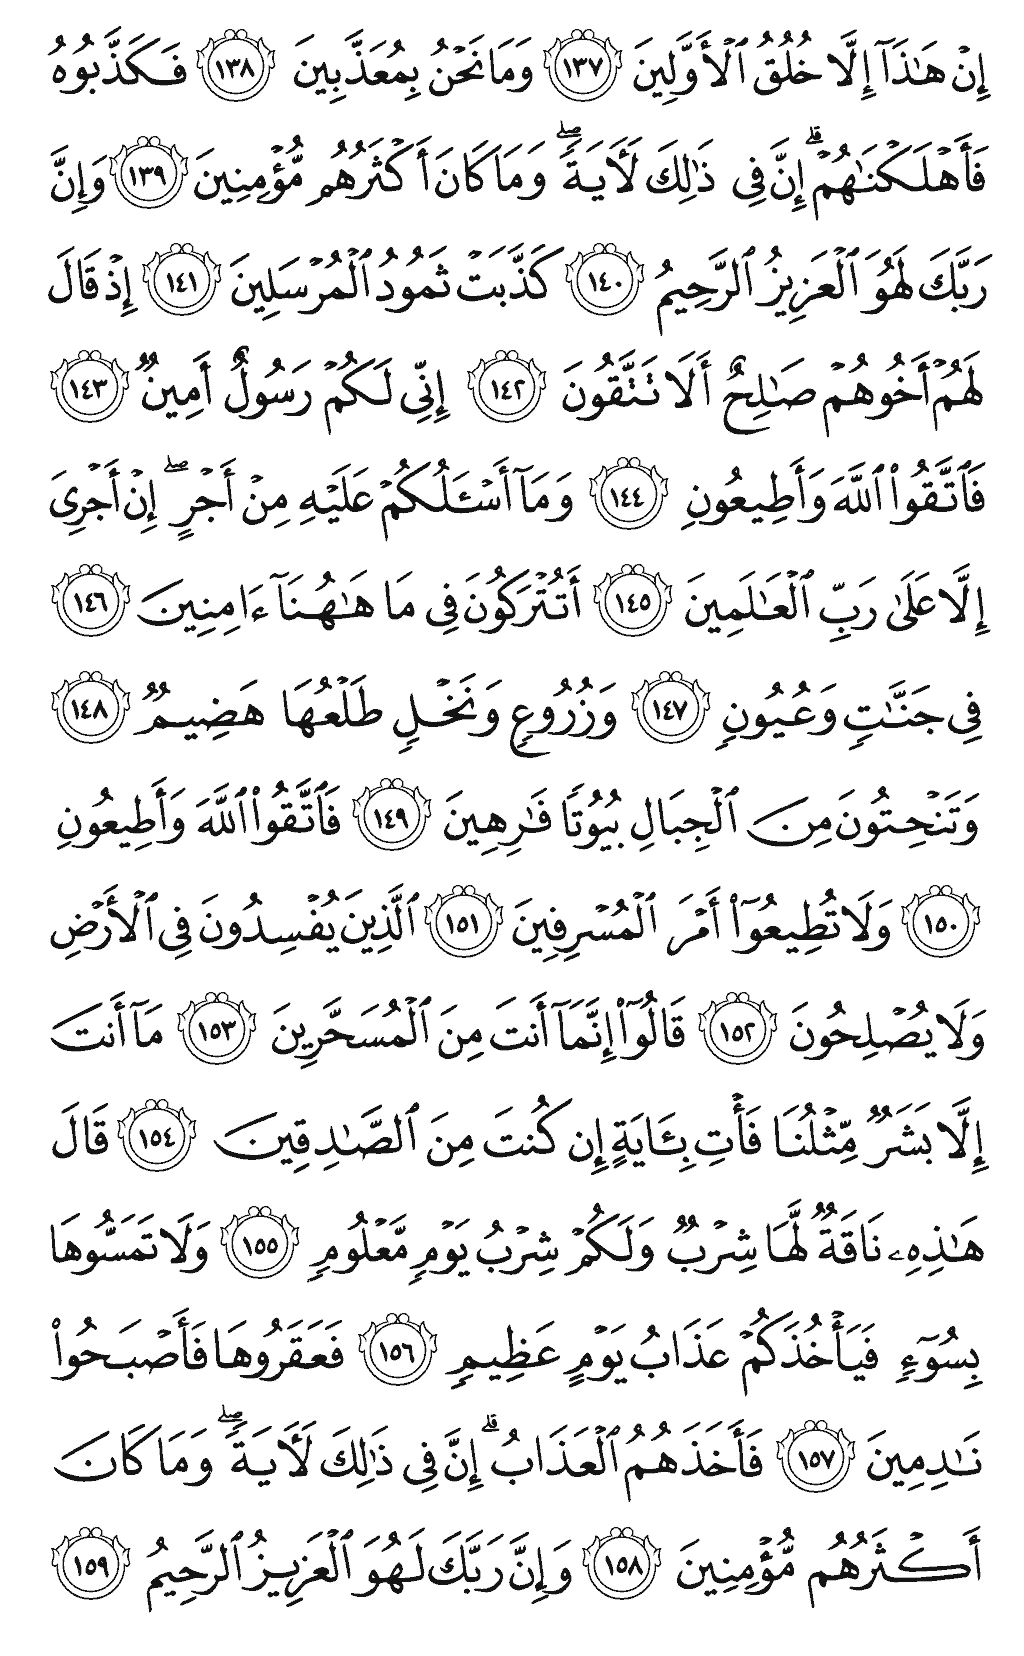 إِنۡ هَٰذَآ إِلَّا خُلُقُ ٱلۡأَوَّلِينَ ١٣٧ وَمَا نَحۡنُ بِمُعَذَّبِينَ ١٣٨ فَكَذَّبُوهُ
فَأَهۡلَكۡنَٰهُمۡۚ إِنَّ فِي ذَٰلِكَ لَأٓيَةٗۖ وَمَا كَانَ أَكۡثَرُهُم مُّؤۡمِنِينَ ١٣٩ وَإِنَّ
رَبَّكَ لَهُوَ ٱلۡعَزِيزُ ٱلرَّحِيمُ ١٤٠ كَذَّبَتۡ ثَمُودُ ٱلۡمُرۡسَلِينَ ١٤١ إِذۡ قَالَ
لَهُمۡ أَخُوهُمۡ صَٰلِحٌ أَلَا تَتَّقُونَ ١٤٢ إِنِّي لَكُمۡ رَسُولٌ أَمِينٞ ١٤٣
فَٱتَّقُواْ ٱللَّهَ وَأَطِيعُونِ ١٤٤ وَمَآ أَسۡـَٔلُكُمۡ عَلَيۡهِ مِنۡ أَجۡرٍۖ إِنۡ أَجۡرِيَ
إِلَّا عَلَىٰ رَبِّ ٱلۡعَٰلَمِينَ ١٤٥ أَتُتۡرَكُونَ فِي مَا هَٰهُنَآ ءَامِنِينَ ١٤٦
فِي جَنَّٰتٖ وَعُيُونٖ ١٤٧ وَزُرُوعٖ وَنَخۡلٖ طَلۡعُهَا هَضِيمٞ ١٤٨
وَتَنۡحِتُونَ مِنَ ٱلۡجِبَالِ بُيُوتٗا فَٰرِهِينَ ١٤٩ فَٱتَّقُواْ ٱللَّهَ وَأَطِيعُونِ
١٥٠ وَلَا تُطِيعُوٓاْ أَمۡرَ ٱلۡمُسۡرِفِينَ ١٥١ ٱلَّذِينَ يُفۡسِدُونَ فِي ٱلۡأَرۡضِ
وَلَا يُصۡلِحُونَ ١٥٢ قَالُوٓاْ إِنَّمَآ أَنتَ مِنَ ٱلۡمُسَحَّرِينَ ١٥٣ مَآ أَنتَ
إِلَّا بَشَرٞ مِّثۡلُنَا فَأۡتِ بِـَٔايَةٍ إِن كُنتَ مِنَ ٱلصَّٰدِقِينَ ١٥٤ قَالَ
هَٰذِهِۦ نَاقَةٞ لَّهَا شِرۡبٞ وَلَكُمۡ شِرۡبُ يَوۡمٖ مَّعۡلُومٖ ١٥٥ وَلَا تَمَسُّوهَا
بِسُوٓءٖ فَيَأۡخُذَكُمۡ عَذَابُ يَوۡمٍ عَظِيمٖ ١٥٦ فَعَقَرُوهَا فَأَصۡبَحُواْ
نَٰدِمِينَ ١٥٧ فَأَخَذَهُمُ ٱلۡعَذَابُۚ إِنَّ فِي ذَٰلِكَ لَأٓيَةٗۖ وَمَا كَانَ
أَكۡثَرُهُم مُّؤۡمِنِينَ ١٥٨ وَإِنَّ رَبَّكَ لَهُوَ ٱلۡعَزِيزُ ٱلرَّحِيمُ ١٥٩